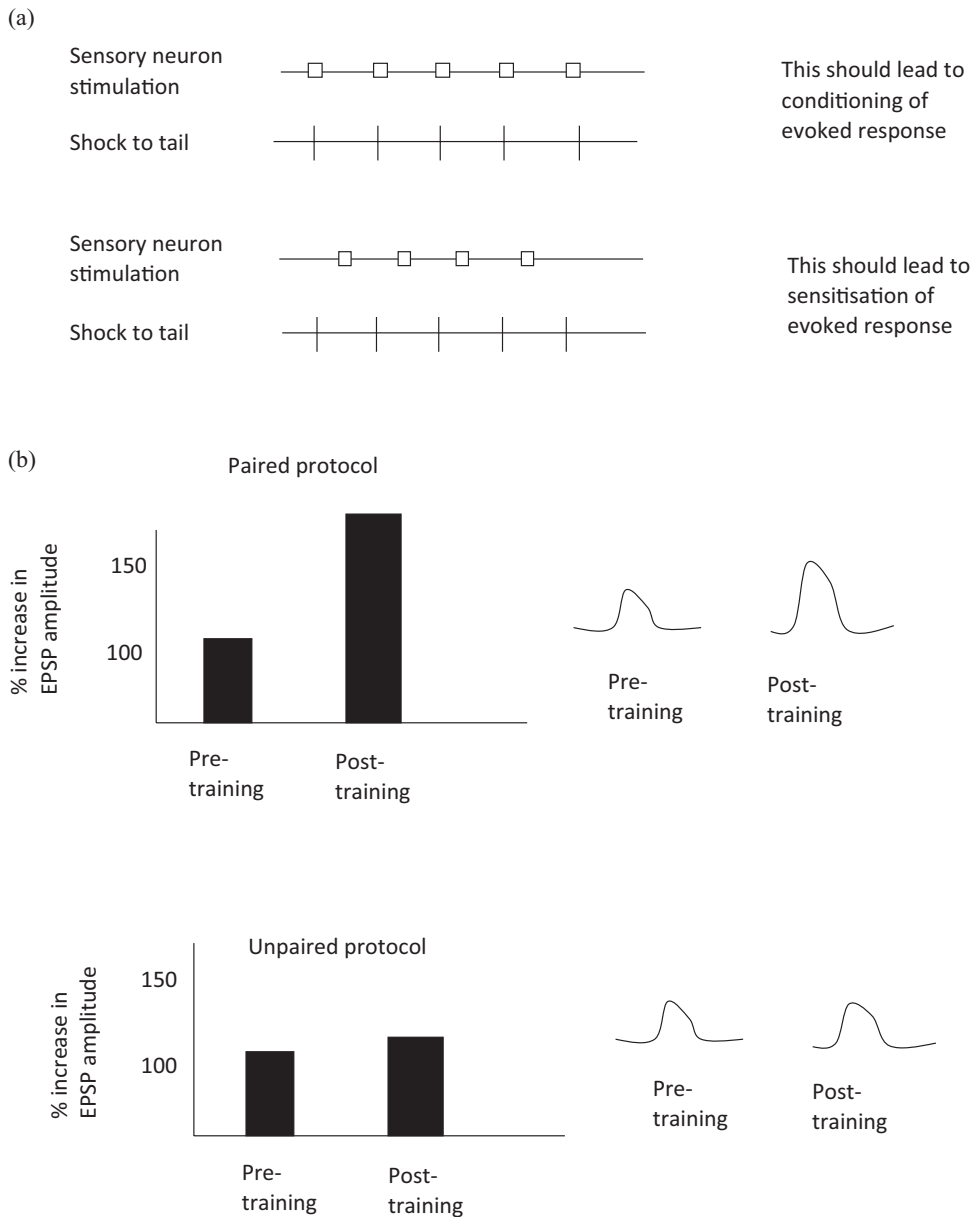 (a)
Sensory neuron
stimulation
This should lead to
conditioning of
evoked response
Shock to tail
Sensory neuron
stimulation
This should lead to
sensitisation of
evoked response
Shock to tail
(b)
Paired protocol
% increase in
EPSP amplitude
150
100
Pre-
training
Post-
training
Pre-
training
Post-
training
Unpaired protocol
% increase in
EPSP amplitude
150
100
Pre-
training
Post-
training
Pre-
training
Post-
training